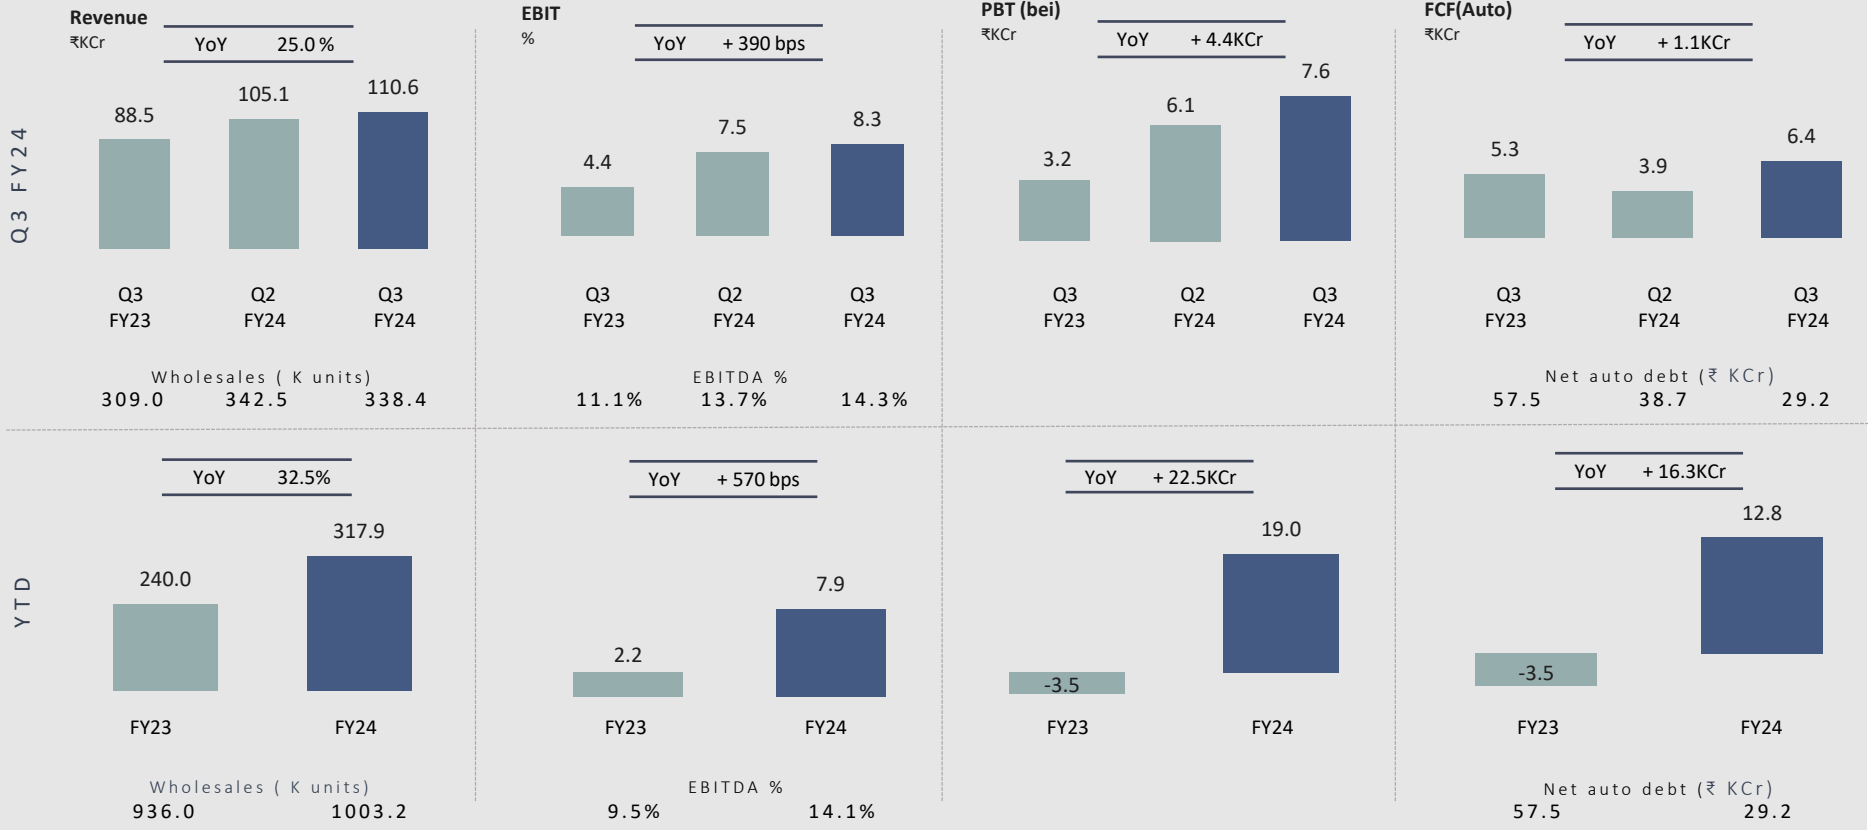 Revenue
₹KCr
YoY 25.0 %
88.5 105.1 110.6
Q3 Q2 Q3
FY23 FY24 FY24
Wholesales ( K units)
309.0 342.5 338.4
EBIT
%
YoY + 390 bps
4.4 7.5 8.3
Q3 Q2 Q3
FY23 FY24 FY24
EBITDA %
11.1% 13.7% 14.3%
PBT (bei)
₹KCr
YoY + 4.4KCr
3.2 6.1 7.6
Q3 Q2 Q3
FY23 FY24 FY24
FCF(Auto)
₹KCr
YoY + 1.1KCr
5.3 3.9 6.4
Q3 Q2 Q3
FY23 FY24 FY24
Net auto debt (₹ KCr)
57.5 38.7 29.2
Q3 FY24
YTD
YoY 32.5%
240.0 317.9
FY23 FY24
Wholesales ( K units)
936.0 1003.2
YoY + 570 bps
2.2 7.9
FY23 FY24
EBITDA %
9.5% 14.1%
YoY + 22.5KCr
-3.5 19.0
FY23 FY24
YoY + 16.3KCr
-3.5 12.8
FY23 FY24
Net auto debt (₹ KCr)
57.5 29.2